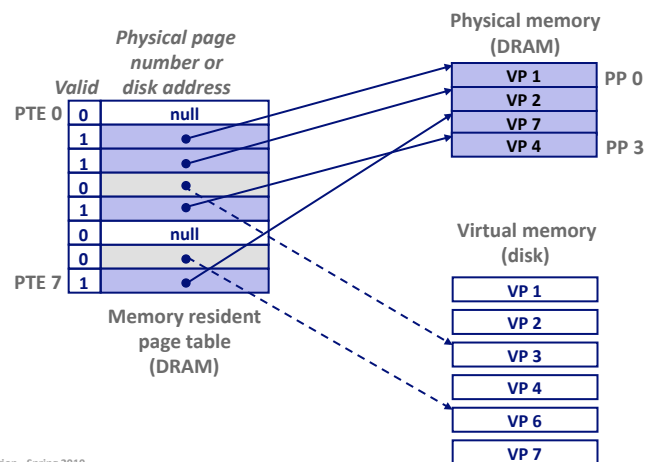 Physical page
number or
disk address
Valid
PTE 0
0
null
1
1
0
1
0
null
0
PTE 7
1
Memory resident
page table
(DRAM)
Physical memory
(DRAM)
VP 1
PP 0
VP 2
VP 7
VP 4
PP 3
Virtual memory
(disk)
VP 1
VP 2
VP 3
VP 4
VP 6
VP 7